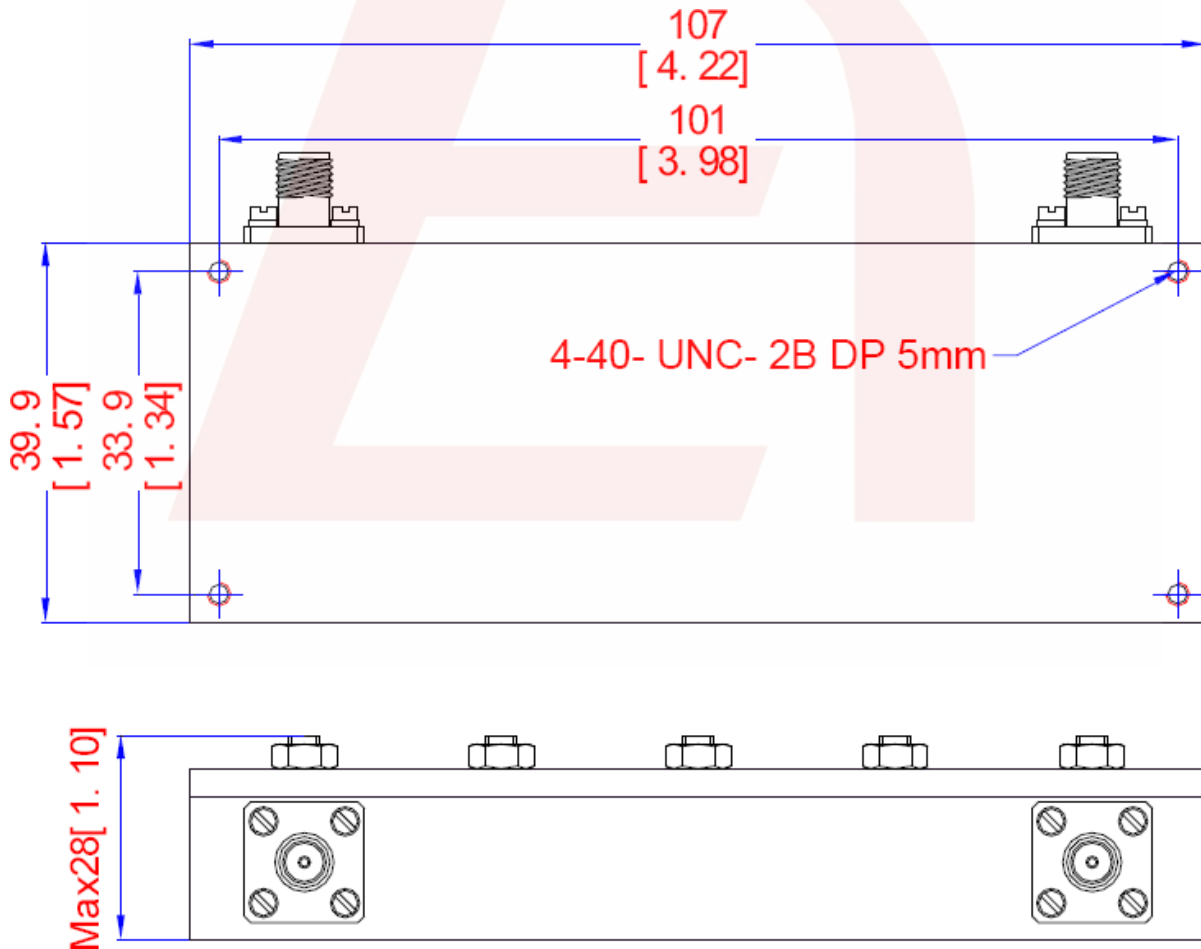 107
[ 4. 22]
101
[ 3. 98]
4-40- UNC- 2B DP 5mm
39. 9
[ 1. 57]
33. 9
[ 1. 34]
Max28[ 1. 10]